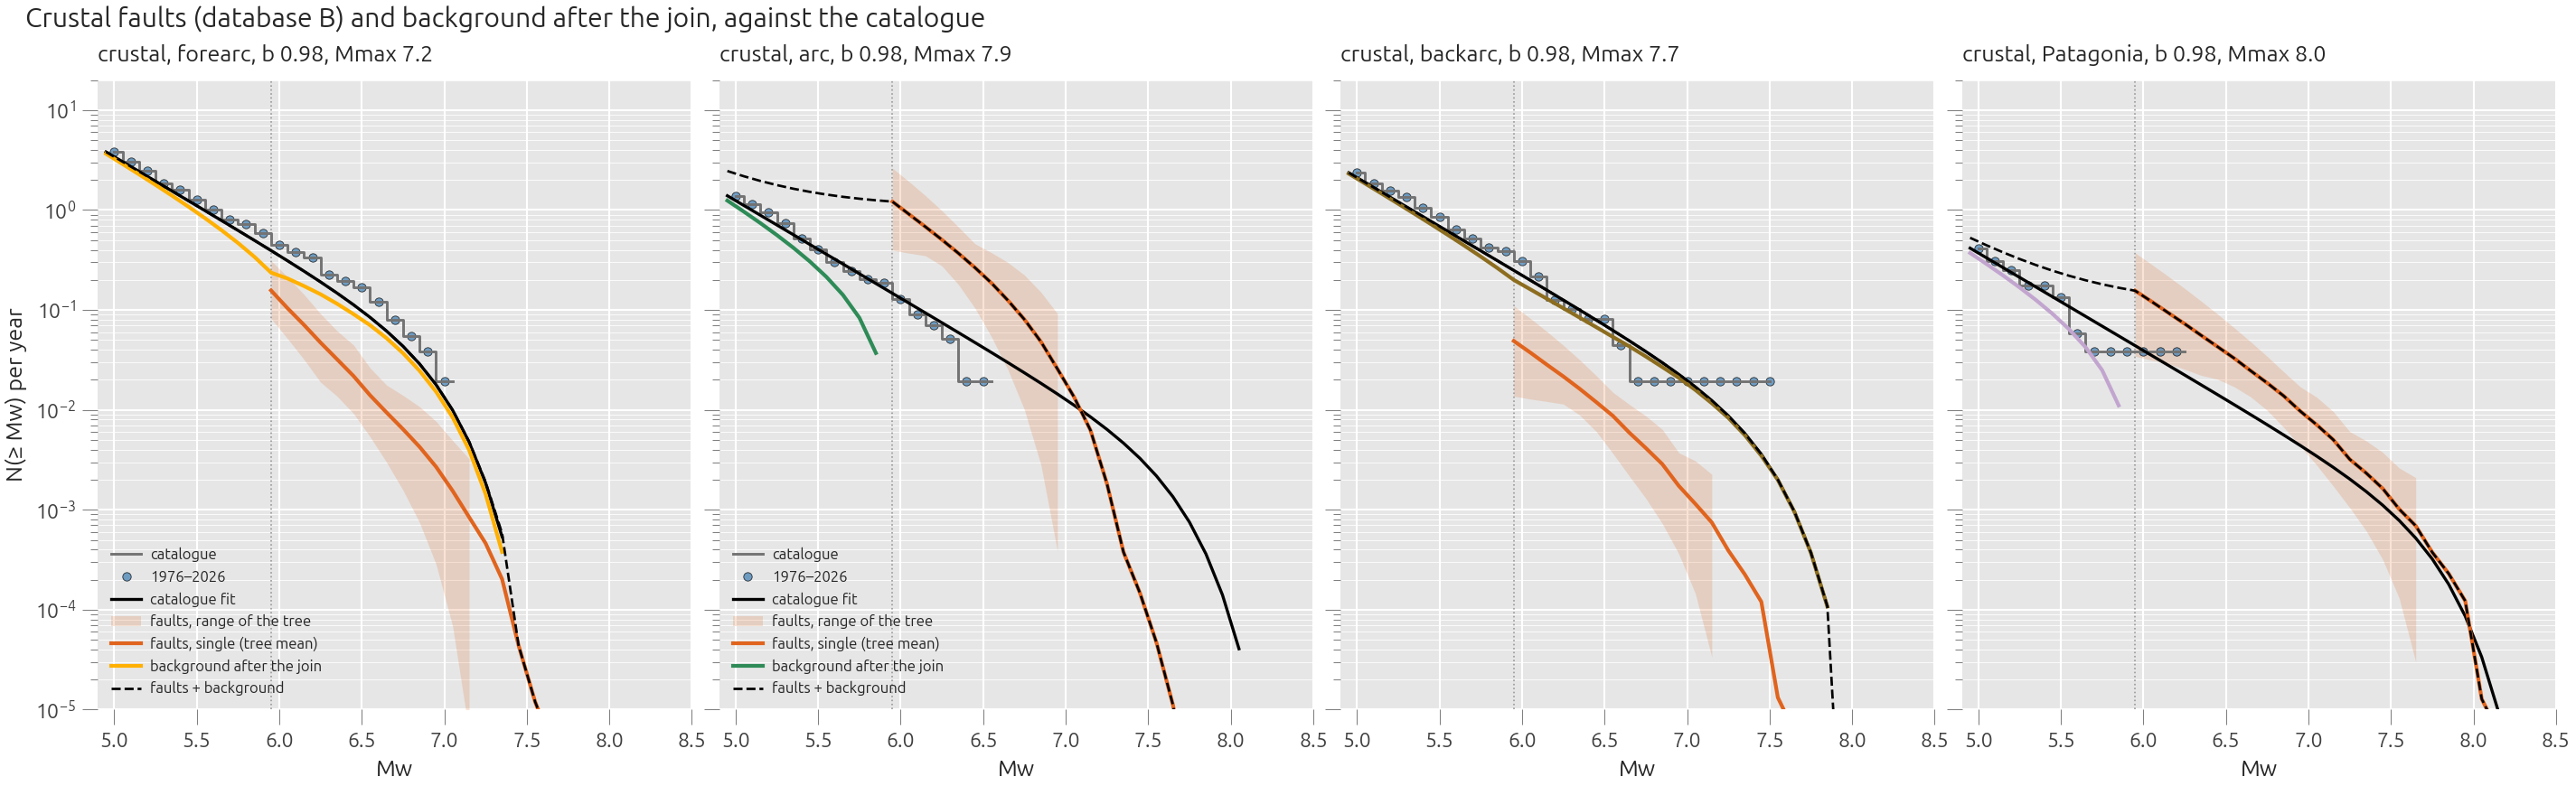 Crustal faults (database B) and background after the join, against the catalogue
crustal, forearc, b 0.98, Mmax 7.2
crustal, arc, b 0.98, Mmax 7.9
crustal, backarc, b 0.98, Mmax 7.7
crustal, Patagonia, b 0.98, Mmax 8.0
N(≥ Mw) per year
10¹
10⁰
10⁻¹
10⁻²
10⁻³
10⁻⁴
10⁻⁵
catalogue
1976–2026
catalogue fit
faults, range of the tree
faults, single (tree mean)
background after the join
faults + background
catalogue
1976–2026
catalogue fit
faults, range of the tree
faults, single (tree mean)
background after the join
faults + background
5.0 5.5 6.0 6.5 7.0 7.5 8.0 8.5
5.0 5.5 6.0 6.5 7.0 7.5 8.0 8.5
5.0 5.5 6.0 6.5 7.0 7.5 8.0 8.5
5.0 5.5 6.0 6.5 7.0 7.5 8.0 8.5
Mw
Mw
Mw
Mw